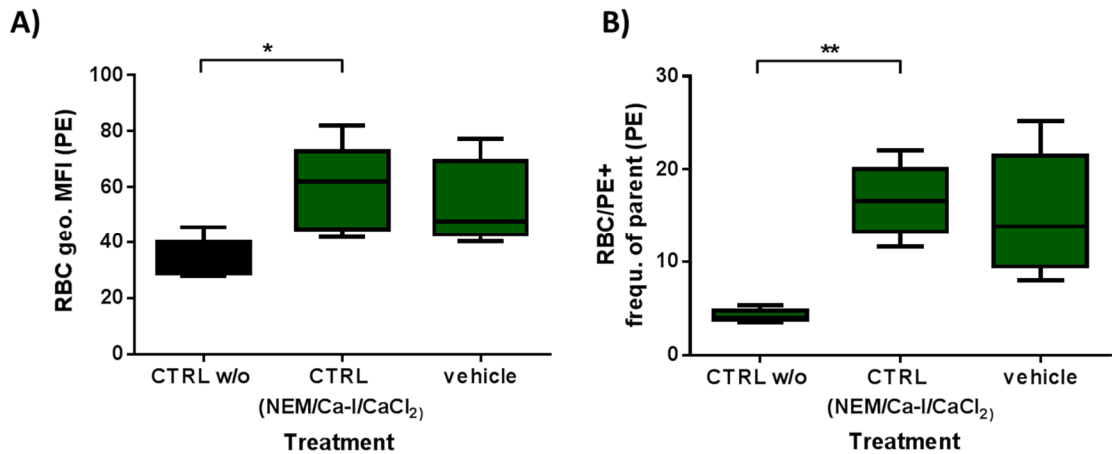 A)
*
RBC geo. MFI (PE)
100
80
60
40
20
0
CTRL w/o
CTRL
vehicle
(NEM/Ca-I/CaCl₂)
Treatment
B)
**
RBC/PE+
frequ. of parent (PE)
30
20
10
0
CTRL w/o
CTRL
vehicle
(NEM/Ca-I/CaCl₂)
Treatment